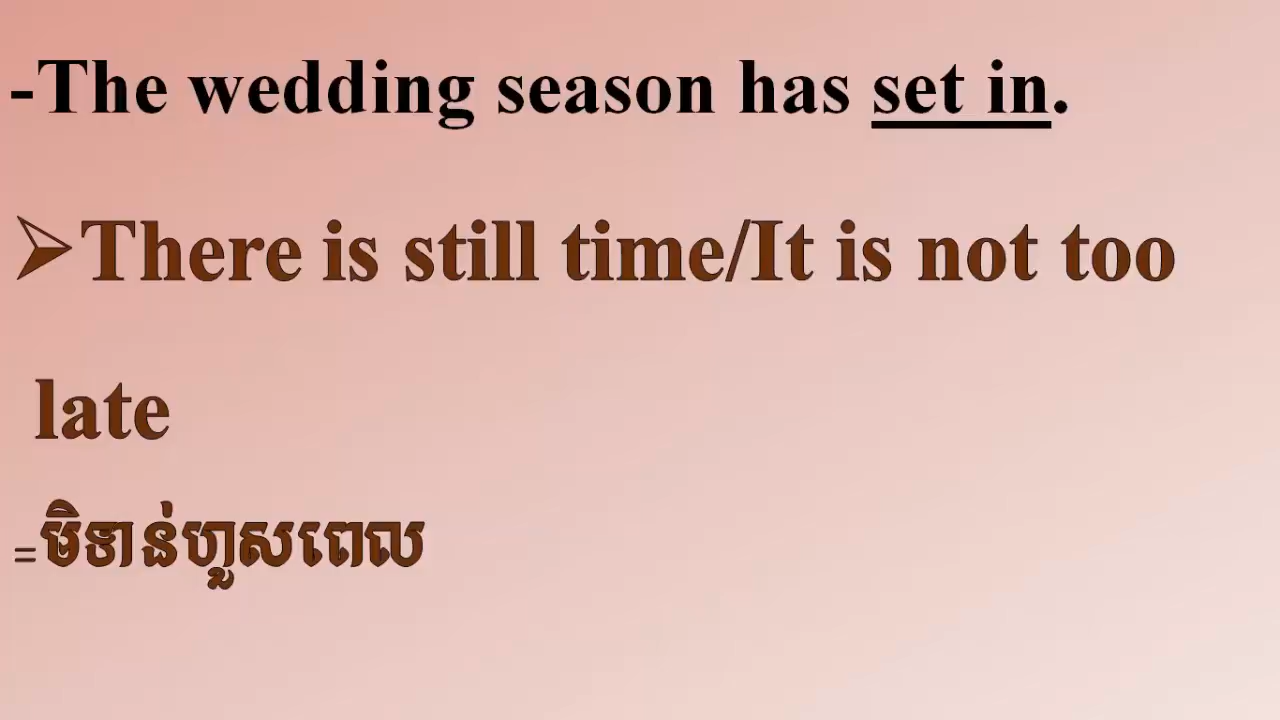 -The wedding season has set in.
➢There is still time/It is not too
late
=មិទាន់ហួសពេល